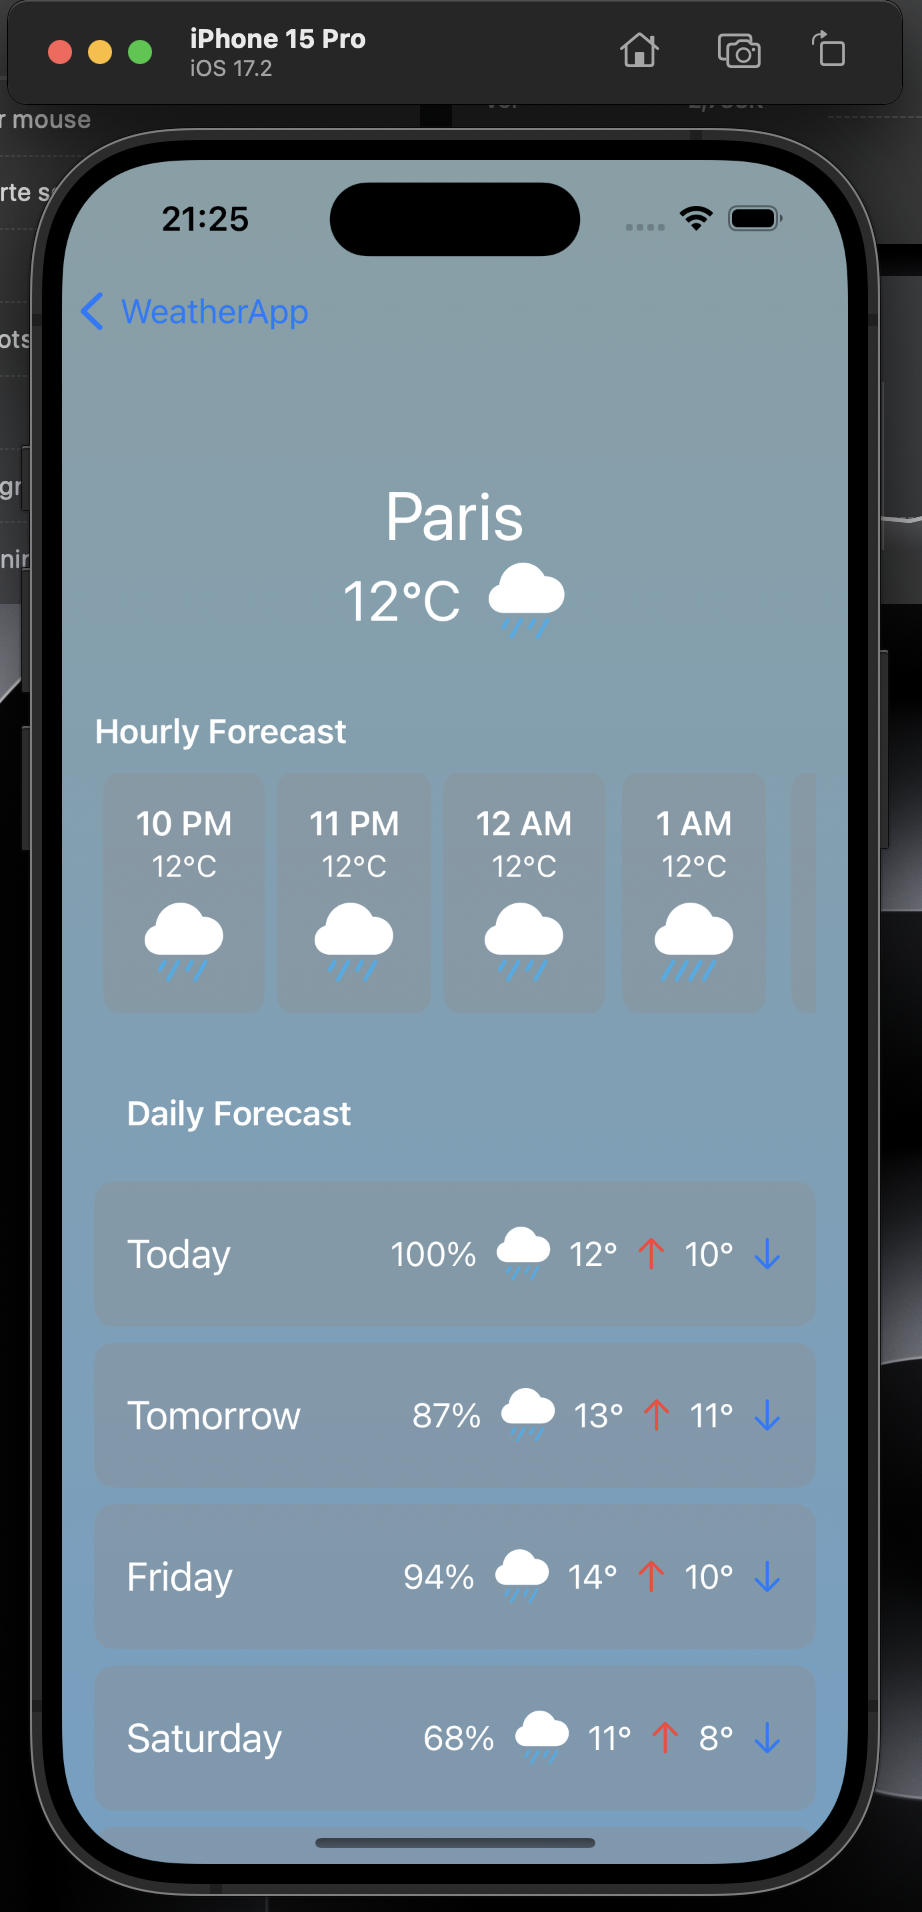 iPhone 15 Pro
iOS 17.2
r mouse
rte s
21:25
WeatherApp
ots
Paris
12°C
Hourly Forecast
10 PM 11 PM 12 AM 1 AM
12°C 12°C 12°C 12°C
Daily Forecast
Today 100% 12° 10°
Tomorrow 87% 13° 11°
Friday 94% 14° 10°
Saturday 68% 11° 8°